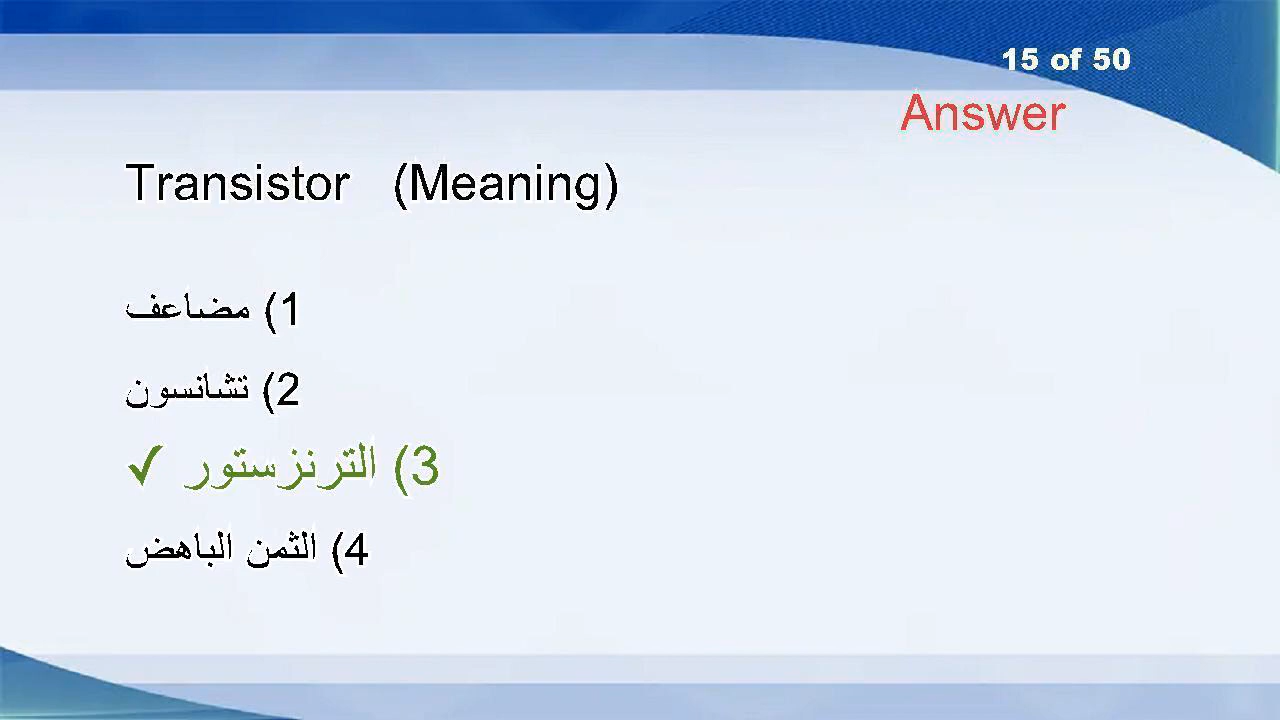 15 of 50
Answer
Transistor (Meaning)
1) مضاعف
2) تشانسون
3) الترنزستور ✓
4) الثمن الباهض